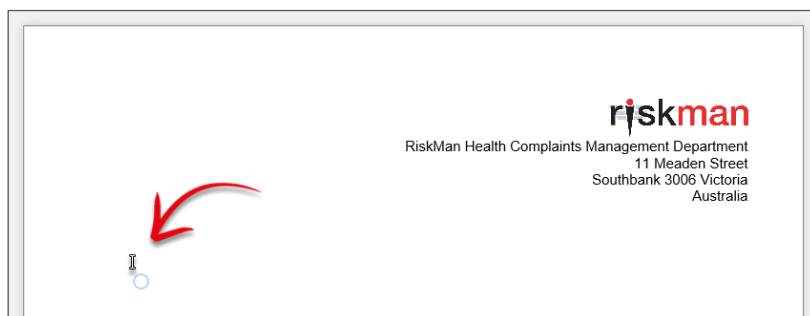 riskman
RiskMan Health Complaints Management Department
11 Meaden Street
Southbank 3006 Victoria
Australia